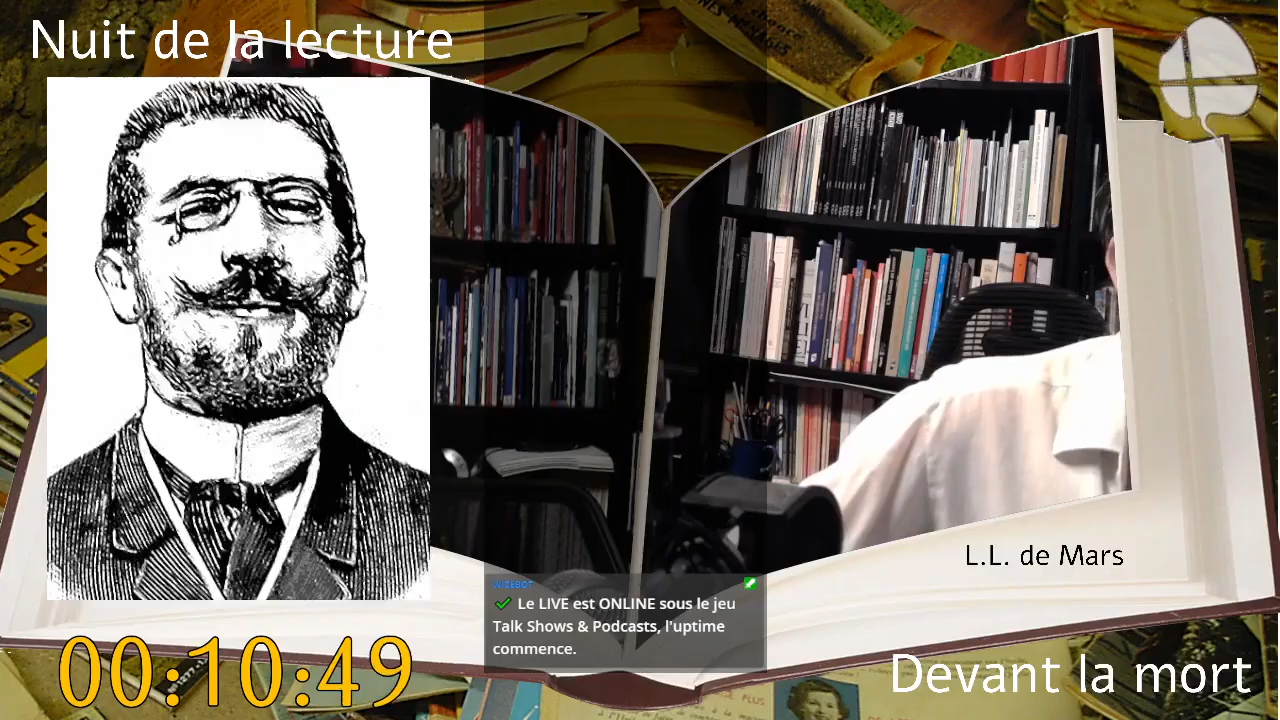 Nuit de la lecture
L.L. de Mars
WIZEBOT
Le LIVE est ONLINE sous le jeu
Talk Shows & Podcasts, l'uptime
commence.
00:10:49
Devant la mort